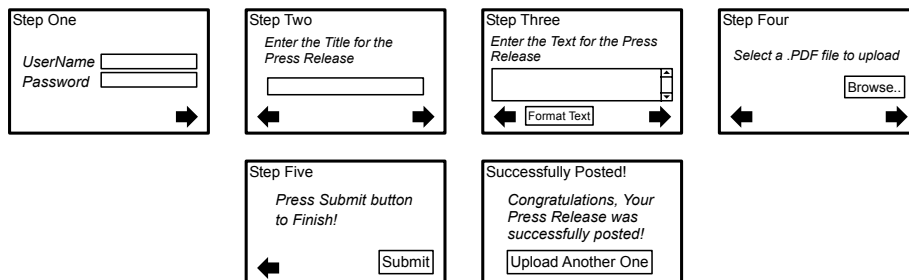 Step One
UserName
Password
Step Two
Enter the Title for the
Press Release
Step Three
Enter the Text for the Press
Release
Format Text
Step Four
Select a .PDF file to upload
Browse..
Step Five
Press Submit button
to Finish!
Submit
Successfully Posted!
Congratulations, Your
Press Release was
successfully posted!
Upload Another One